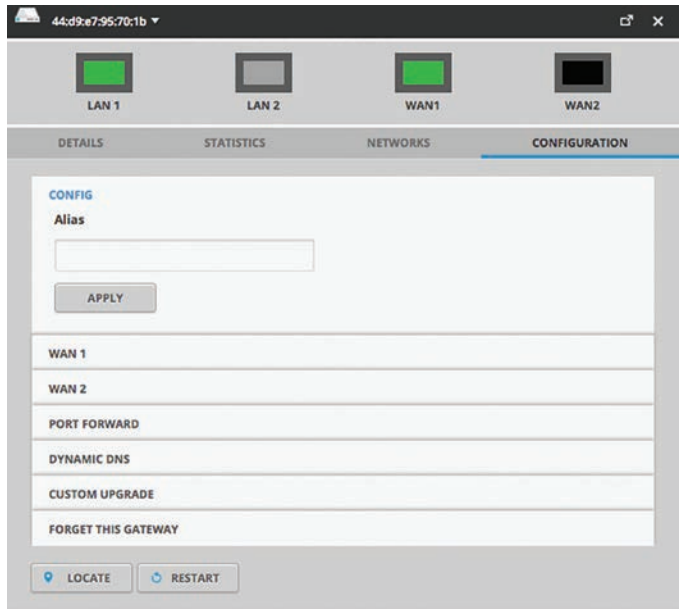 44:d9:e7:95:70:1b
LAN 1 LAN 2 WAN1 WAN2
DETAILS STATISTICS NETWORKS CONFIGURATION
CONFIG
Alias
APPLY
WAN 1
WAN 2
PORT FORWARD
DYNAMIC DNS
CUSTOM UPGRADE
FORGET THIS GATEWAY
LOCATE RESTART